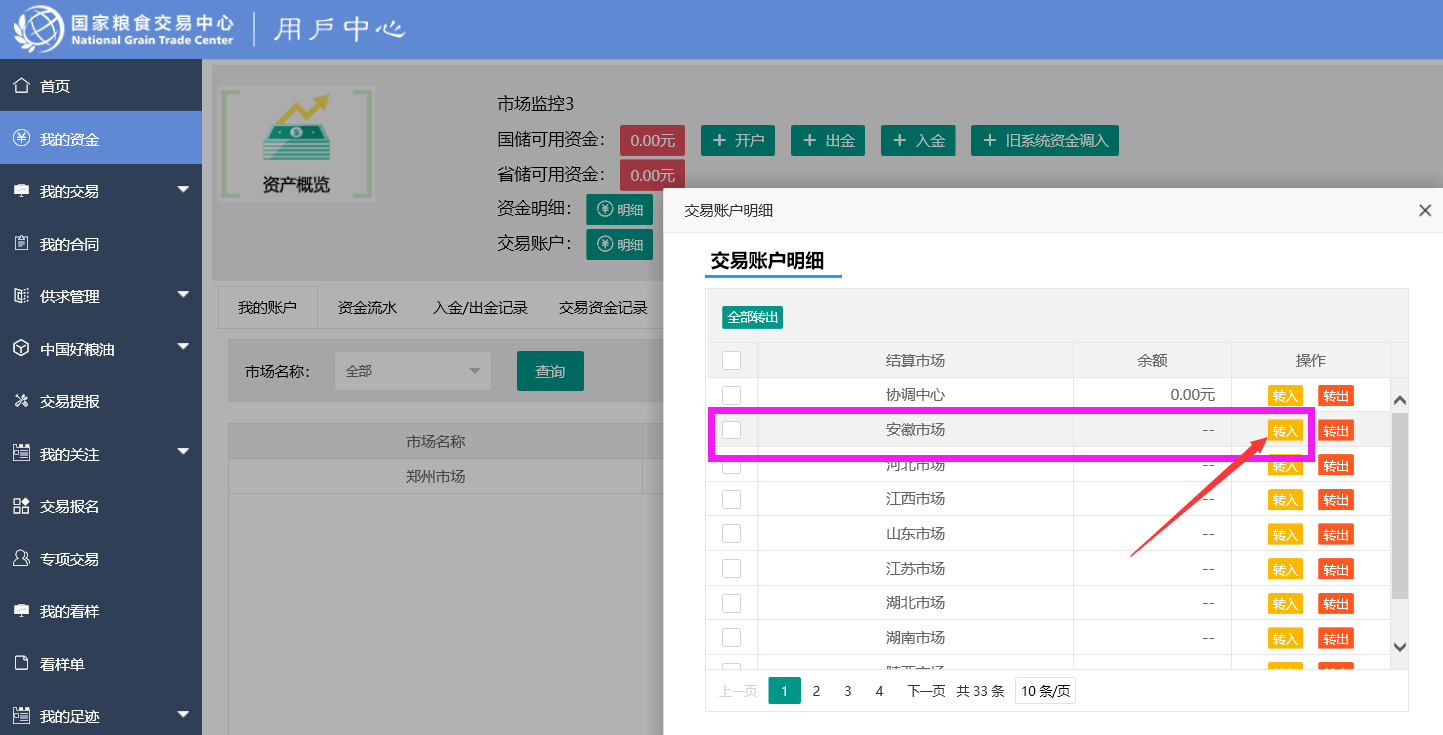 国家粮食交易中心
National Grain Trade Center
用户中心
首页
我的资金
我的交易
我的合同
供求管理
中国好粮油
交易提报
我的关注
交易报名
专项交易
我的看样
看样单
我的足迹
资产概览
市场监控3
国储可用资金： 0.00元 + 开户 + 出金 + 入金 + 旧系统资金调入
省储可用资金： 0.00元
资金明细： 明细
交易账户： 明细
我的账户 资金流水 入金/出金记录 交易资金记录
市场名称： 全部 查询
市场名称
郑州市场
交易账户明细
交易账户明细
全部转出
结算市场 余额 操作
协调中心 0.00元 转入 转出
安徽市场 -- 转入 转出
河北市场 -- 转入 转出
江西市场 -- 转入 转出
山东市场 -- 转入 转出
江苏市场 -- 转入 转出
湖北市场 -- 转入 转出
湖南市场 -- 转入 转出
上一页 1 2 3 4 下一页 共 33 条 10 条/页